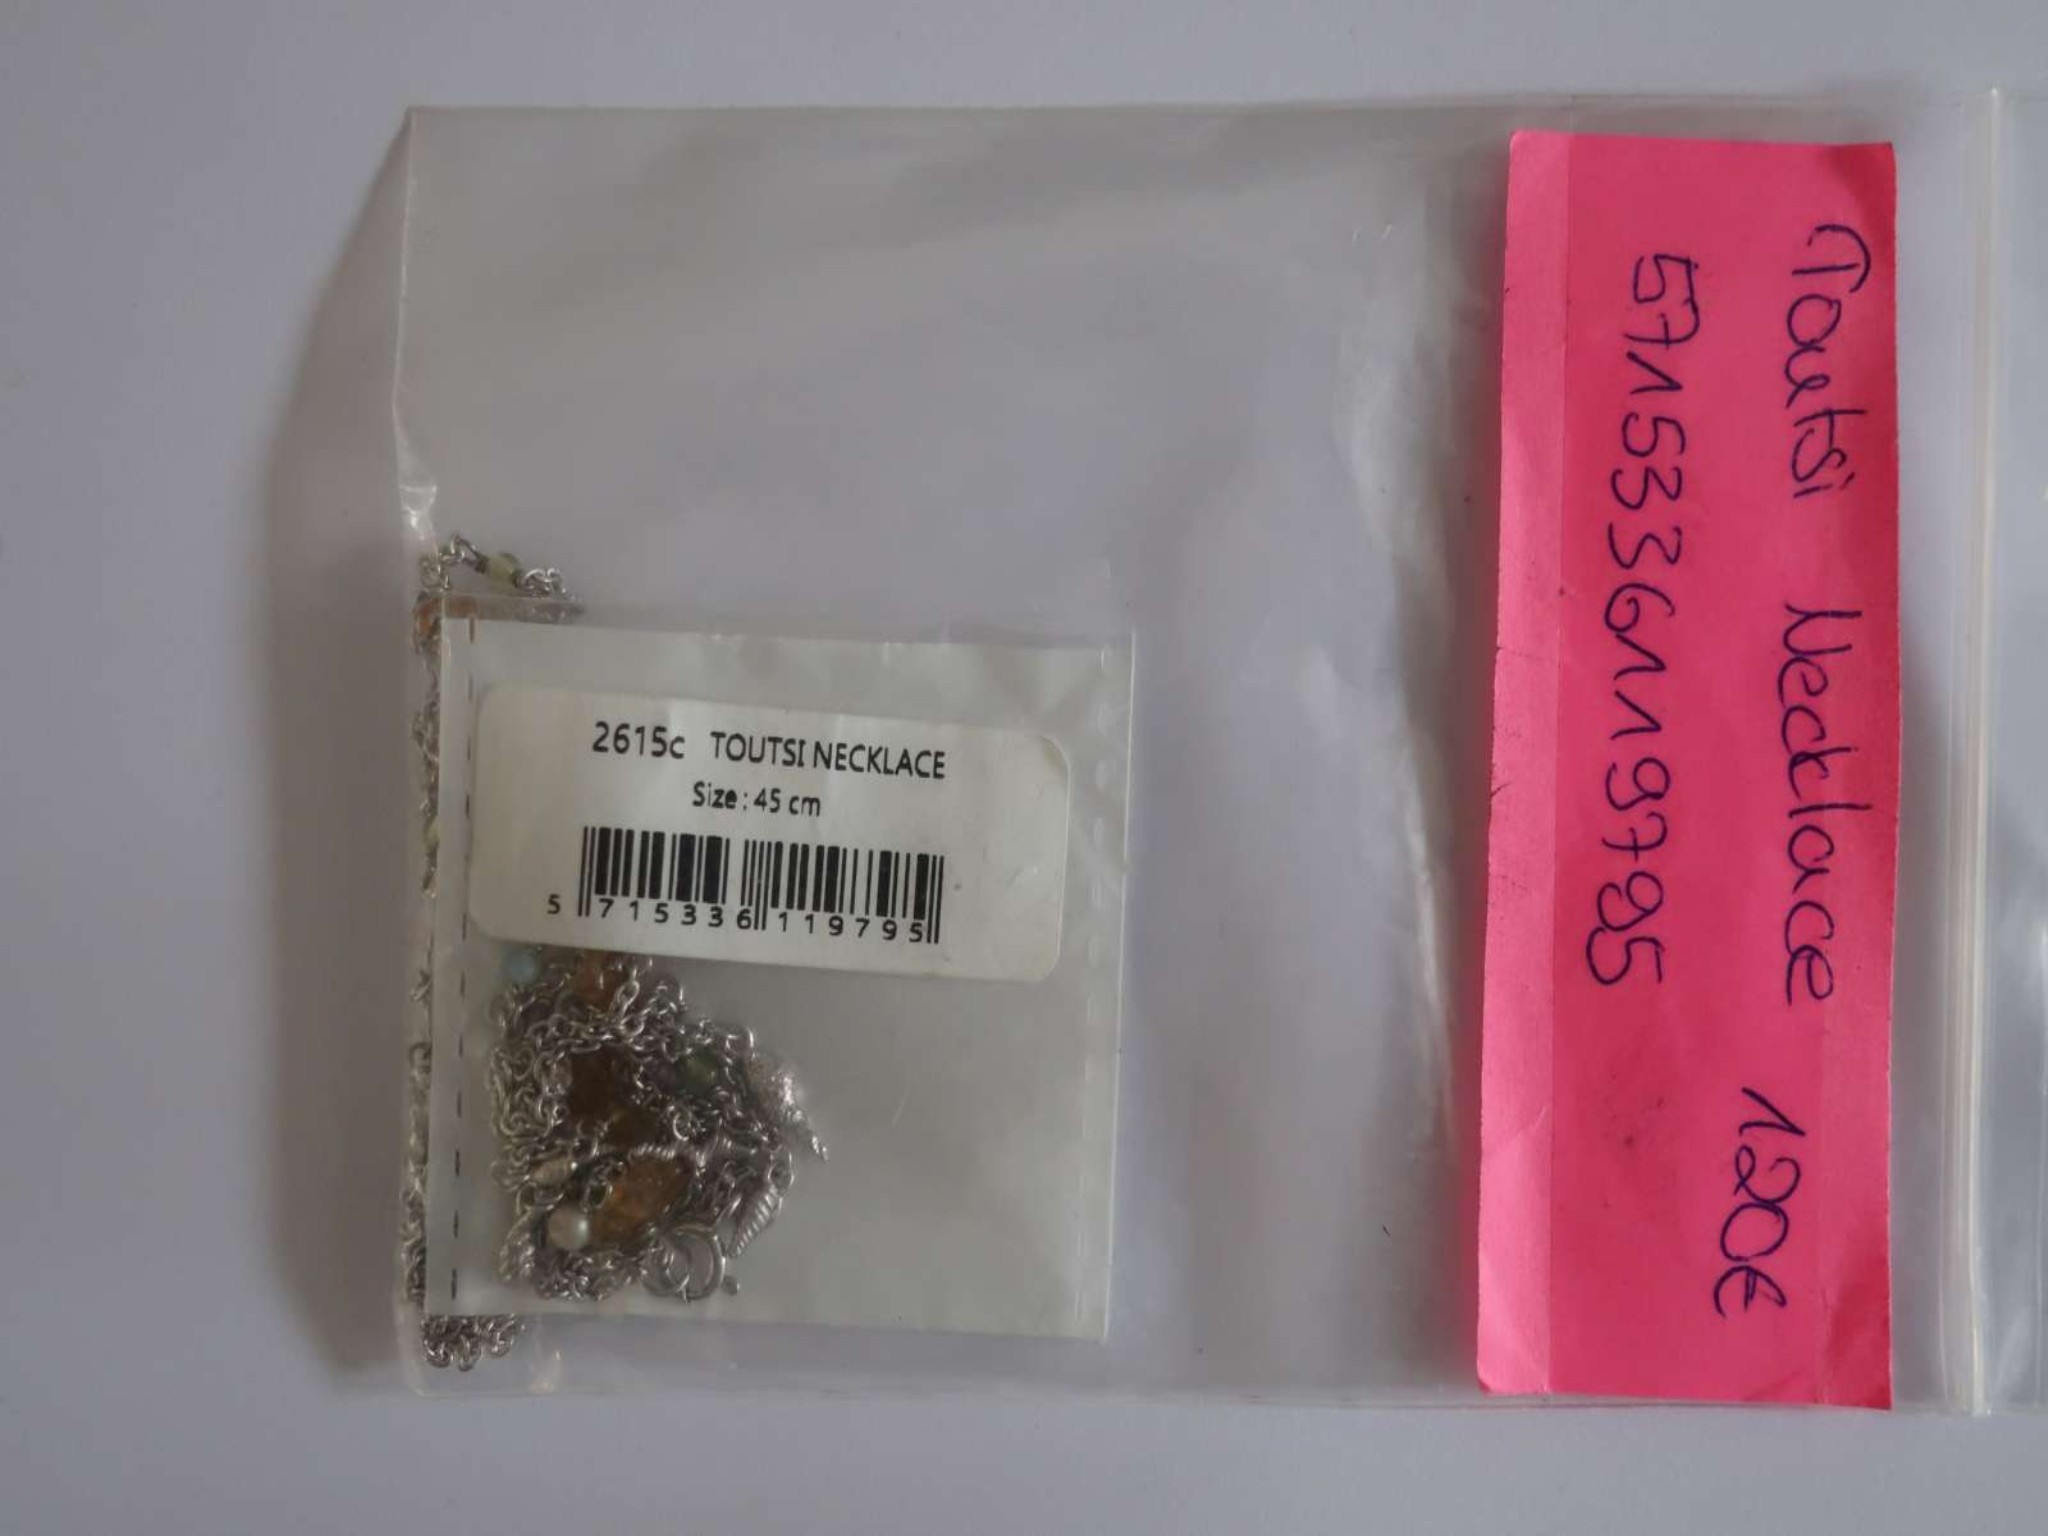 2615c TOUTSI NECKLACE
Size : 45 cm
5 715336 119795
Toutsi Necklace 120€
5715336119795